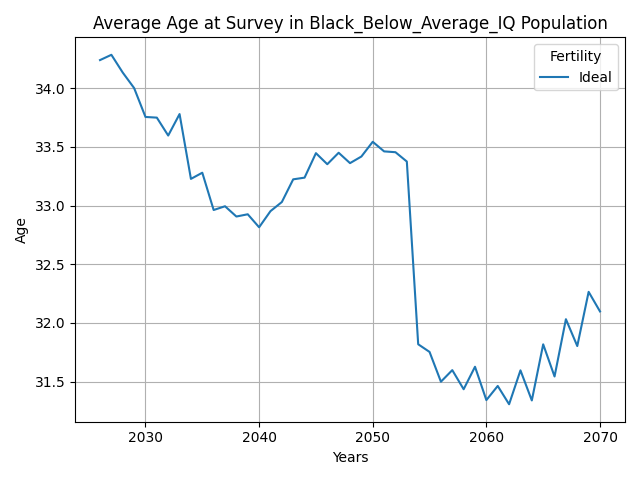 Average Age at Survey in Black_Below_Average_IQ Population
Fertility
Ideal
34.0
33.5
33.0
32.5
32.0
31.5
Age
2030 2040 2050 2060 2070
Years